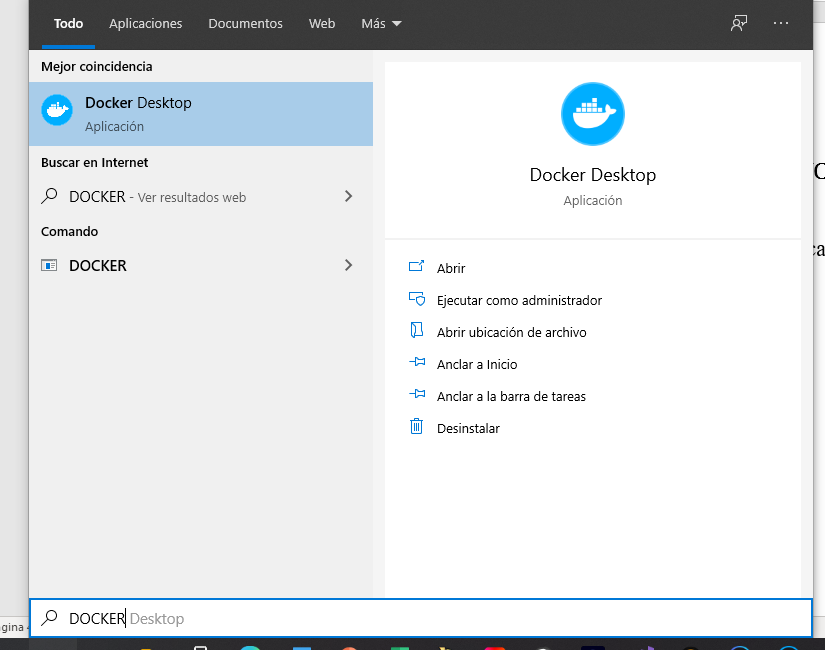 Todo Aplicaciones Documentos Web Más
Mejor coincidencia
Docker Desktop
Aplicación
Buscar en Internet
DOCKER - Ver resultados web
Comando
DOCKER
Docker Desktop
Aplicación
Abrir
Ejecutar como administrador
Abrir ubicación de archivo
Anclar a Inicio
Anclar a la barra de tareas
Desinstalar
DOCKER Desktop